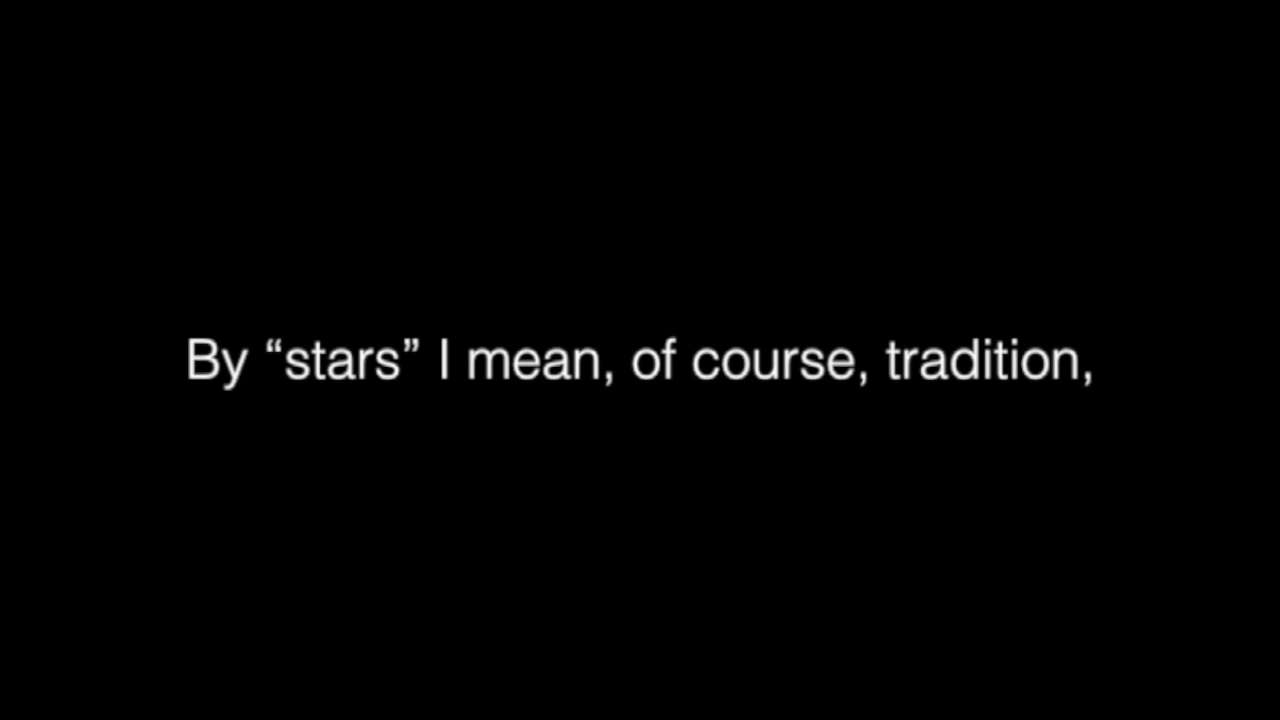 By “stars” I mean, of course, tradition,